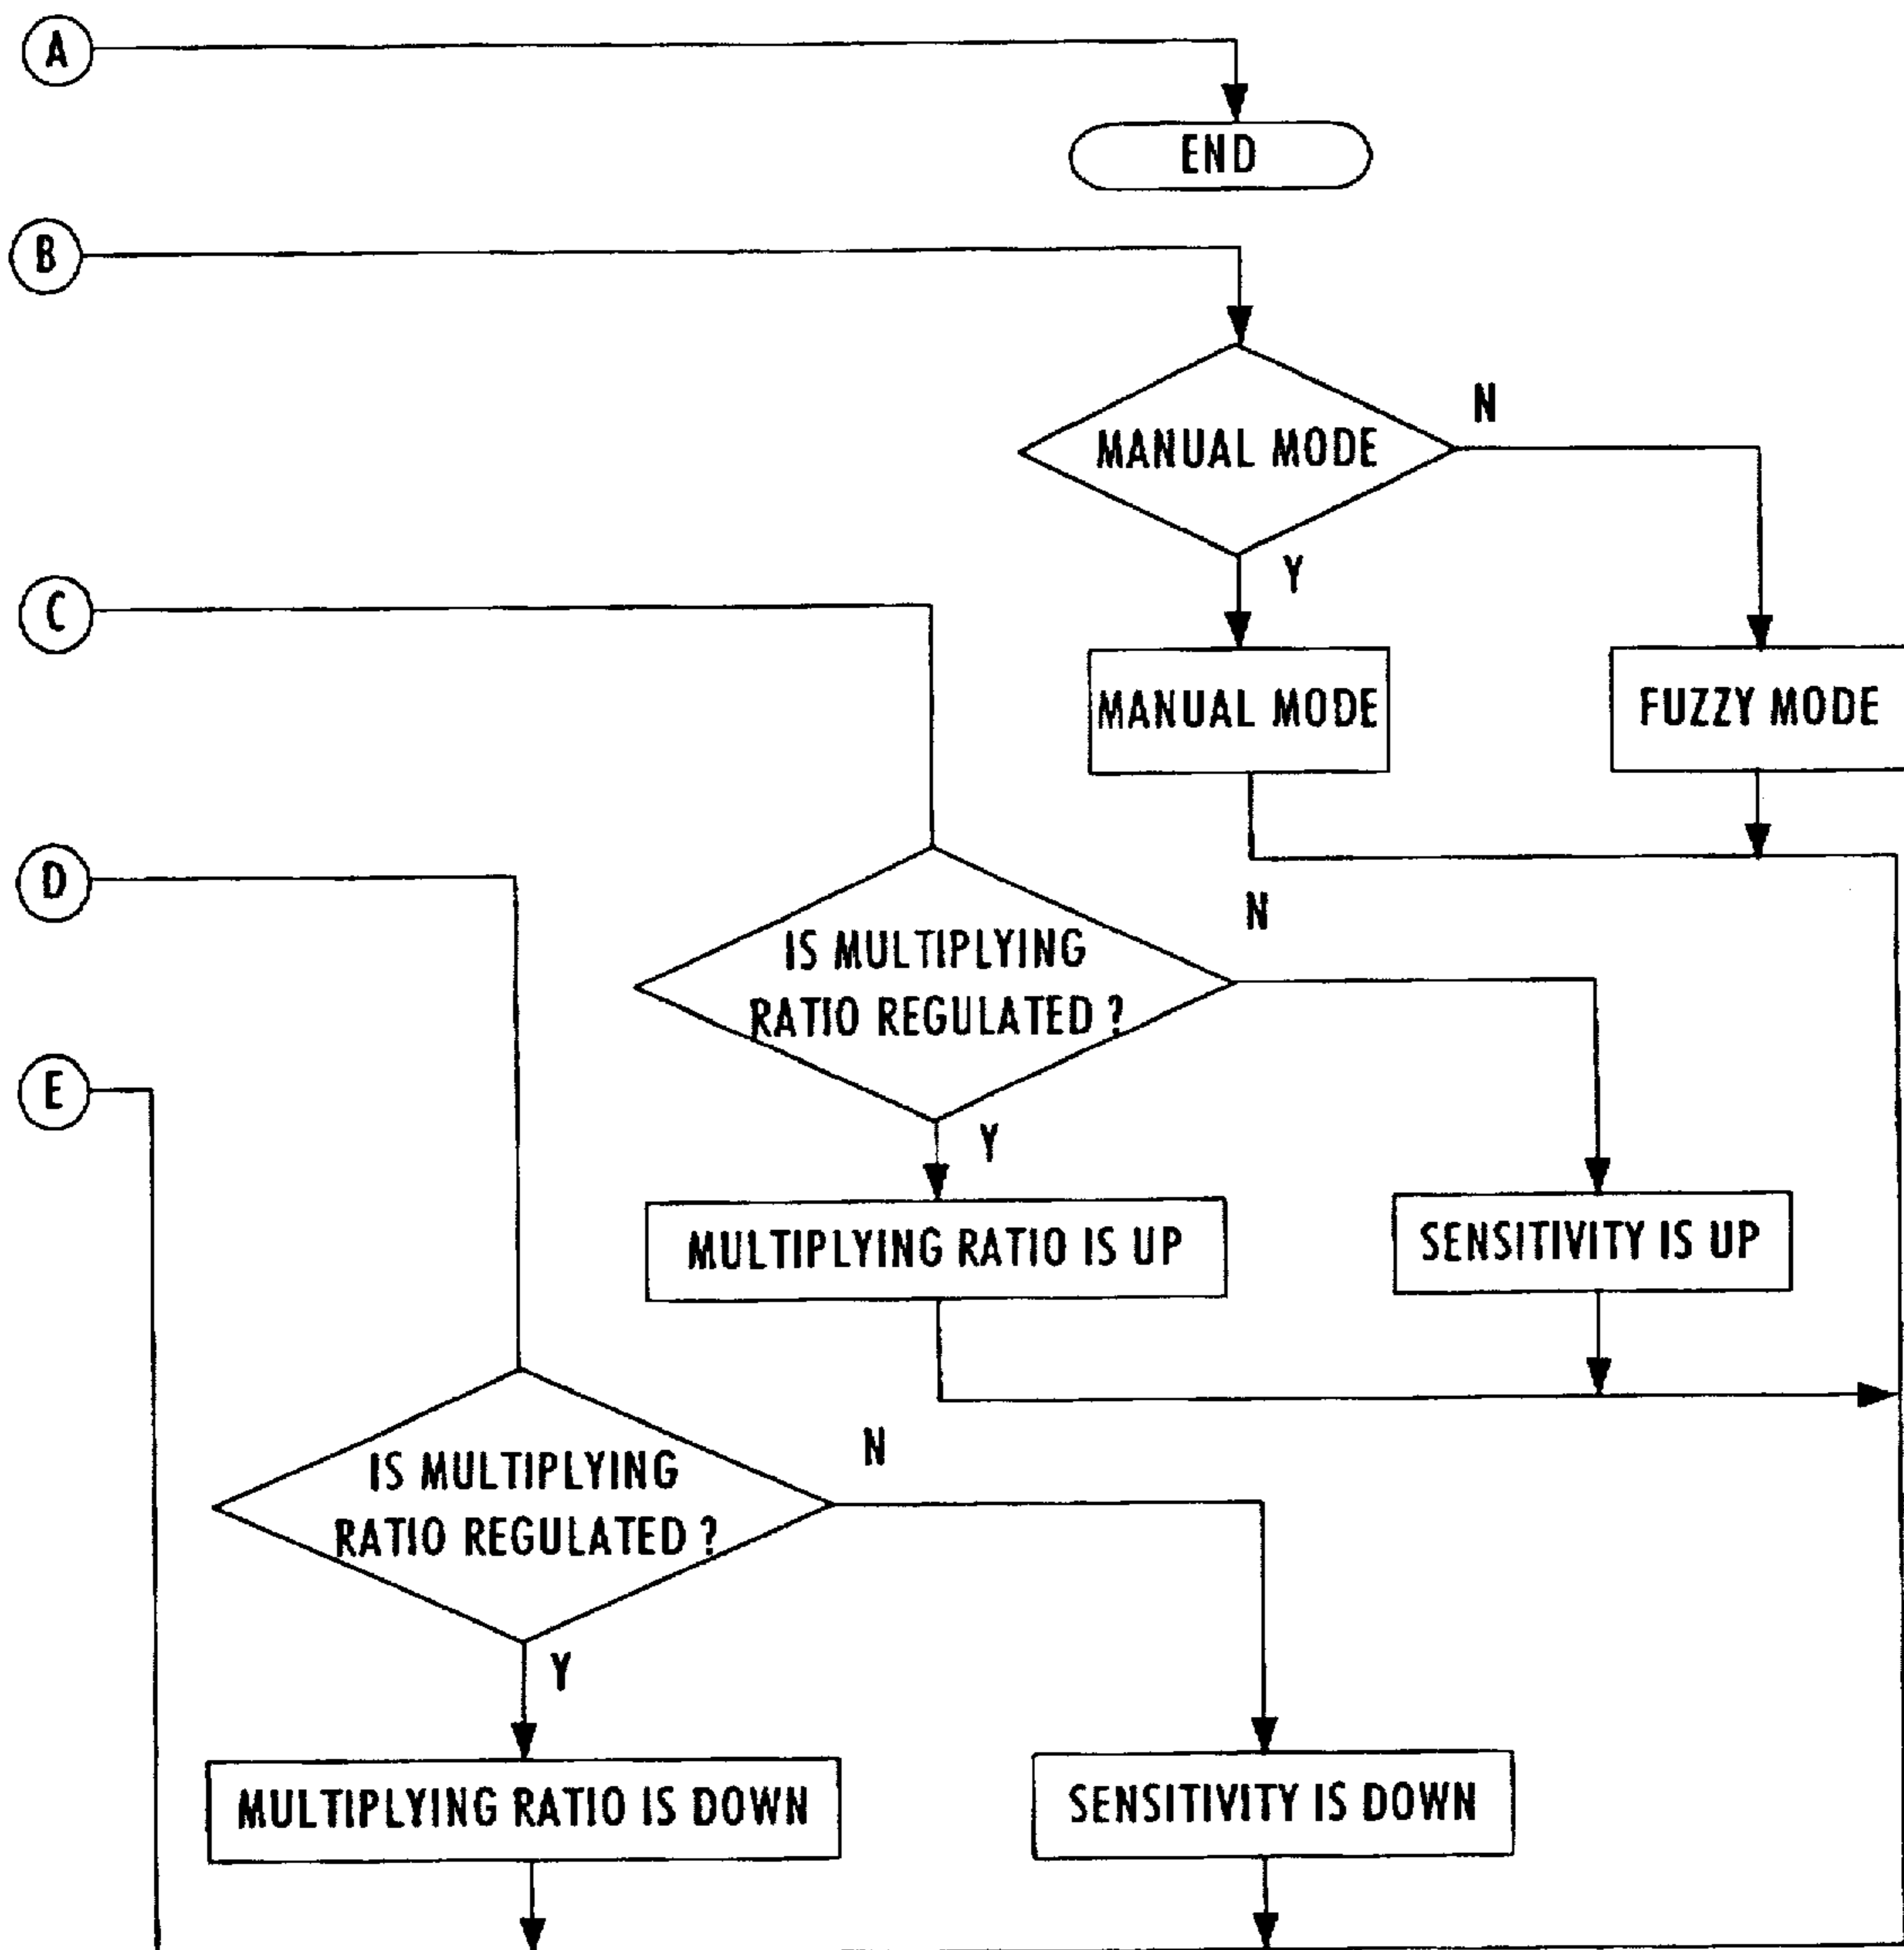 A
END
B
MANUAL MODE
N
Y
C
MANUAL MODE
FUZZY MODE
D
N
IS MULTIPLYING
RATIO REGULATED ?
E
Y
MULTIPLYING RATIO IS UP
SENSITIVITY IS UP
N
IS MULTIPLYING
RATIO REGULATED ?
Y
MULTIPLYING RATIO IS DOWN
SENSITIVITY IS DOWN